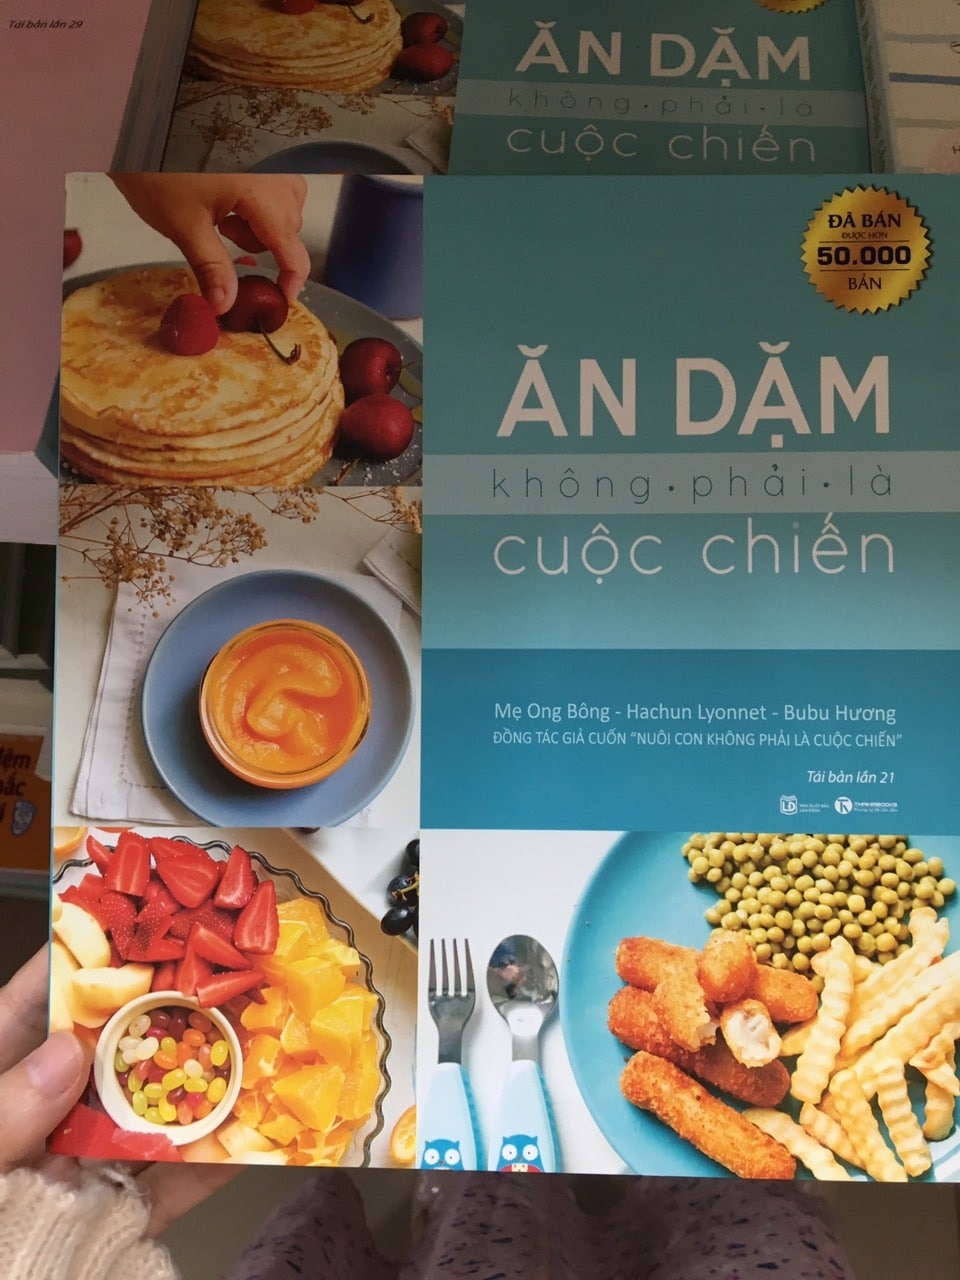 Tái bản lần 29
ĂN DẶM
không·phải·là
cuộc chiến
ĐÃ BÁN
ĐƯỢC HƠN
50.000
BẢN
ĂN DẶM
không·phải·là
cuộc chiến
Mẹ Ong Bông - Hachun Lyonnet - Bubu Hương
ĐỒNG TÁC GIẢ CUỐN "NUÔI CON KHÔNG PHẢI LÀ CUỘC CHIẾN"
Tái bản lần 21
THAIHABOOKS